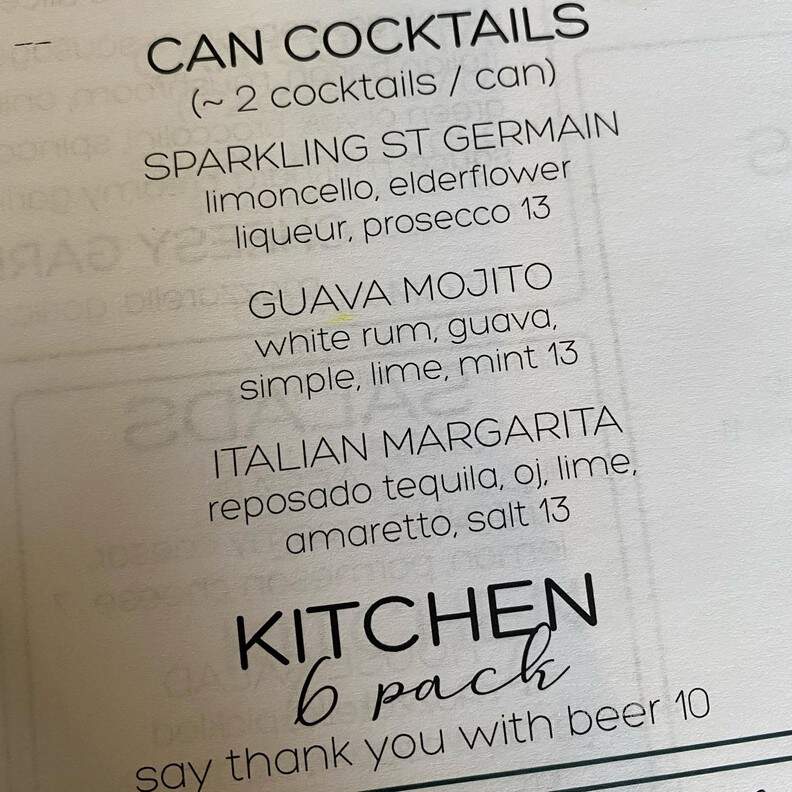 CAN COCKTAILS
(~ 2 cocktails / can)
SPARKLING ST GERMAIN
limoncello, elderflower
liqueur, prosecco 13
GUAVA MOJITO
white rum, guava,
simple, lime, mint 13
ITALIAN MARGARITA
reposado tequila, oj, lime,
amaretto, salt 13
KITCHEN
6 pack
say thank you with beer 10